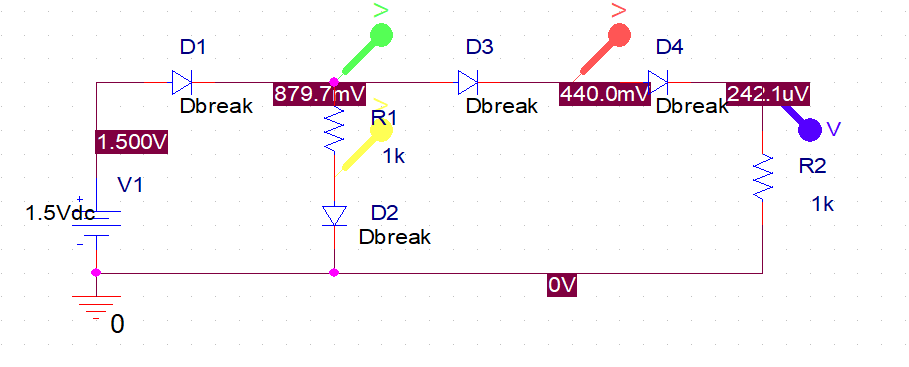 V
V
D1
D3
D4
Dbreak
879.7mV
Dbreak
440.0mV
Dbreak
242.1uV
V
R1
V
1.500V
1k
R2
V1
1k
1.5Vdc
+
-
D2
Dbreak
0V
0